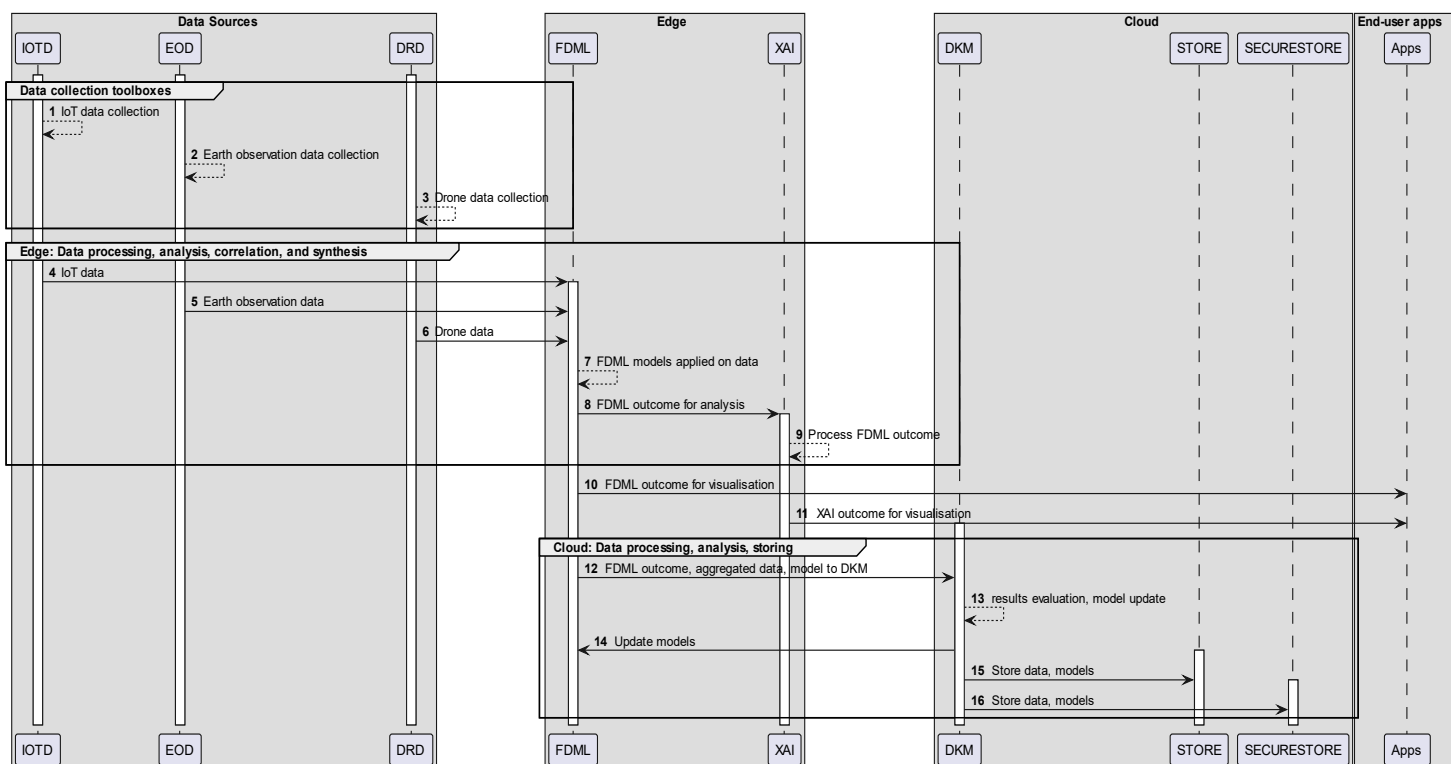 Data Sources
Edge
Cloud
End-user apps
IOTD
EOD
DRD
FDML
XAI
DKM
STORE
SECURESTORE
Apps
Data collection toolboxes
1 IoT data collection
2 Earth observation data collection
3 Drone data collection
Edge: Data processing, analysis, correlation, and synthesis
4 IoT data
5 Earth observation data
6 Drone data
7 FDML models applied on data
8 FDML outcome for analysis
9 Process FDML outcome
10 FDML outcome for visualisation
11 XAI outcome for visualisation
Cloud: Data processing, analysis, storing
12 FDML outcome, aggregated data, model to DKM
13 results evaluation, model update
14 Update models
15 Store data, models
16 Store data, models
IOTD
EOD
DRD
FDML
XAI
DKM
STORE
SECURESTORE
Apps